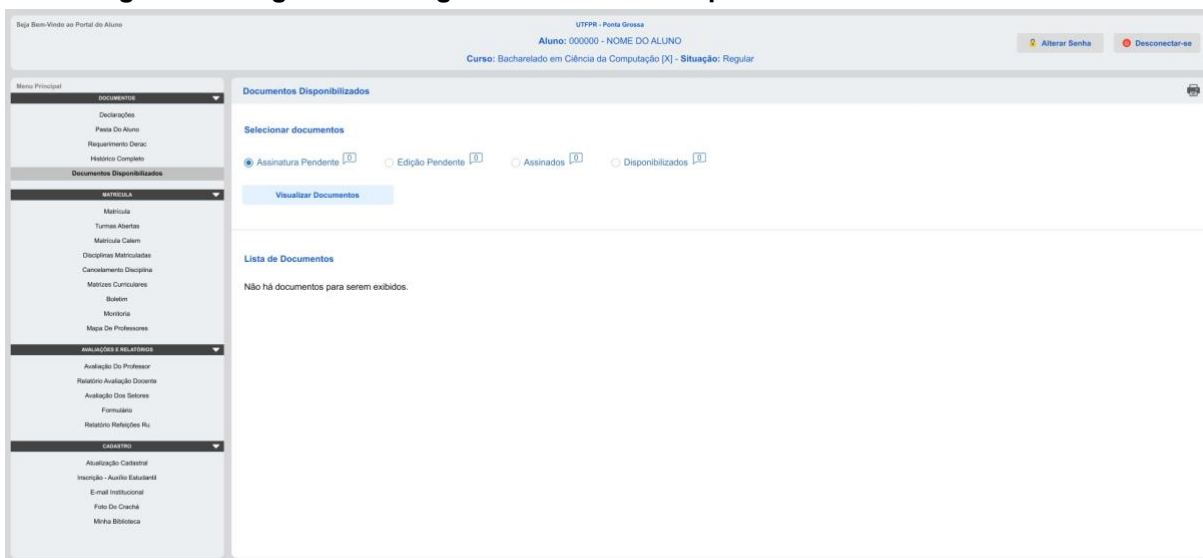 Seja Bem-Vindo ao Portal do Aluno
UTFPR - Ponta Grossa
Aluno: 000000 - NOME DO ALUNO
Curso: Bacharelado em Ciência da Computação [X] - Situação: Regular
Alterar Senha
Desconectar-se
Menu Principal
DOCUMENTOS
Declarações
Pasta Do Aluno
Requerimento Derac
Histórico Completo
Documentos Disponibilizados
MATRÍCULA
Matrícula
Turmas Abertas
Matrícula Calem
Disciplinas Matriculadas
Cancelamento Disciplina
Matrizes Curriculares
Boletim
Monitoria
Mapa De Professores
AVALIAÇÕES E RELATÓRIOS
Avaliação Do Professor
Relatório Avaliação Docente
Avaliação Dos Setores
Formulário
Relatório Refeições Ru
CADASTRO
Atualização Cadastral
Inscrição - Auxílio Estudantil
E-mail Institucional
Foto Do Crachá
Minha Biblioteca
Documentos Disponibilizados
Selecionar documentos
Assinatura Pendente 0 Edição Pendente 0 Assinados 0 Disponibilizados 0
Visualizar Documentos
Lista de Documentos
Não há documentos para serem exibidos.